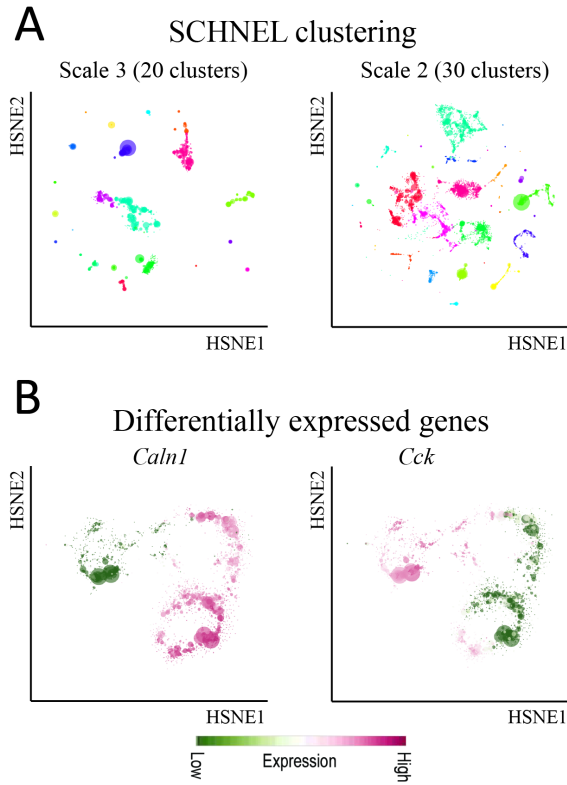 A
SCHNEL clustering
Scale 3 (20 clusters)
Scale 2 (30 clusters)
HSNE2
HSNE2
HSNE1
HSNE1
B
Differentially expressed genes
Caln1
Cck
HSNE2
HSNE2
HSNE1
HSNE1
Low
Expression
High